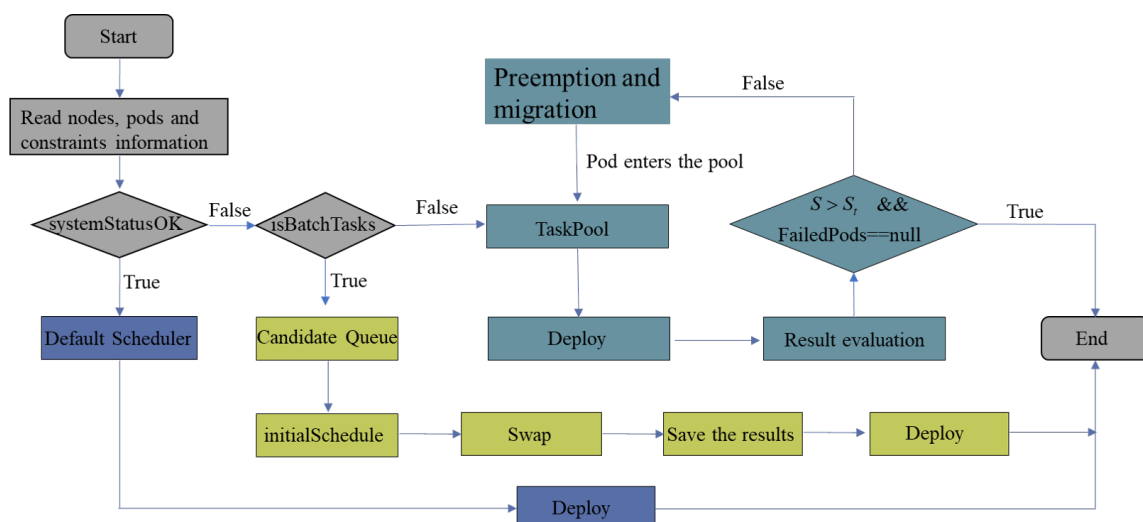 Start
Read nodes, pods and
constraints information
systemStatusOK
False
isBatchTasks
False
True
True
Default Scheduler
Candidate Queue
initialSchedule
Swap
Save the results
Deploy
Deploy
Preemption and
migration
Pod enters the pool
TaskPool
Deploy
Result evaluation
S > Sₜ &&
FailedPods==null
False
True
End